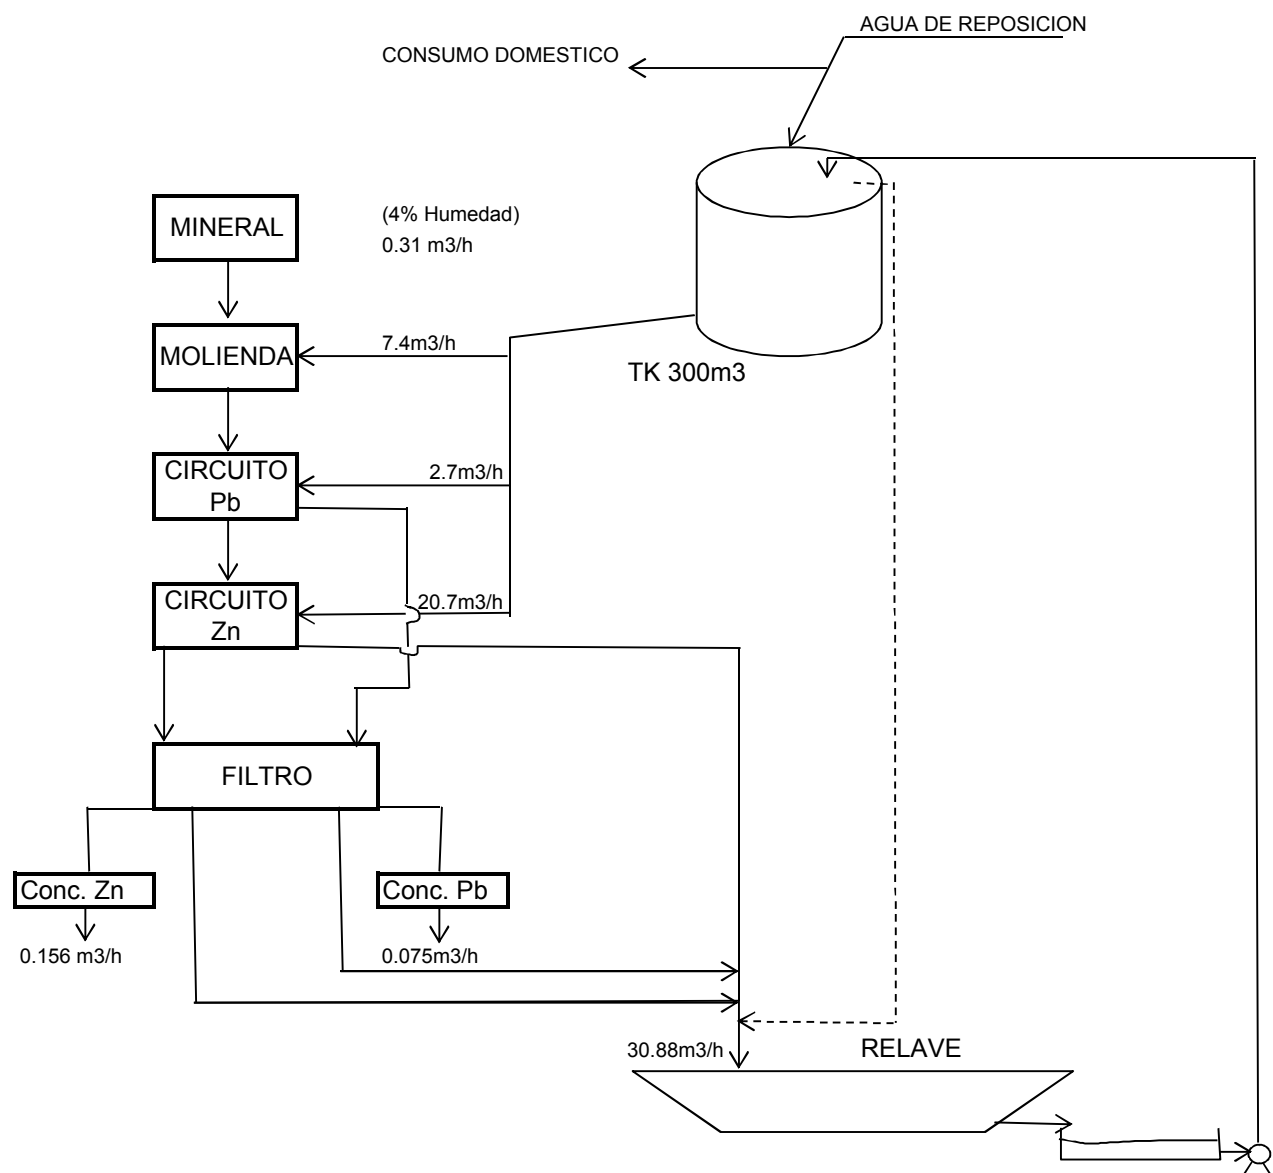 AGUA DE REPOSICION
CONSUMO DOMESTICO
MINERAL
(4% Humedad)
0.31 m3/h
MOLIENDA
7.4m3/h
TK 300m3
CIRCUITO
Pb
2.7m3/h
CIRCUITO
Zn
20.7m3/h
FILTRO
Conc. Zn
Conc. Pb
0.156 m3/h
0.075m3/h
30.88m3/h
RELAVE